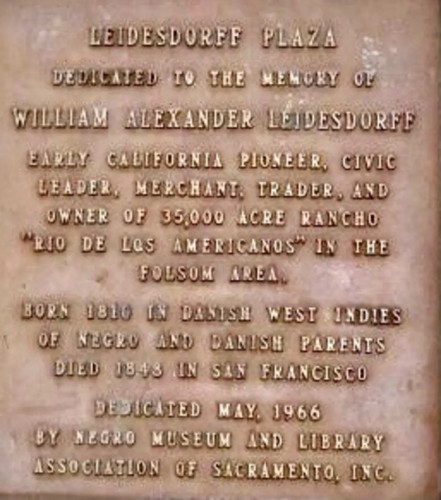 LEIDESDORFF PLAZA
DEDICATED TO THE MEMORY OF
WILLIAM ALEXANDER LEIDESDORFF
EARLY CALIFORNIA PIONEER, CIVIC
LEADER, MERCHANT, TRADER, AND
OWNER OF 35,000 ACRE RANCHO
"RIO DE LOS AMERICANOS" IN THE
FOLSOM AREA.
BORN 1810 IN DANISH WEST INDIES
OF NEGRO AND DANISH PARENTS
DIED 1848 IN SAN FRANCISCO
DEDICATED MAY, 1966
BY NEGRO MUSEUM AND LIBRARY
ASSOCIATION OF SACRAMENTO, INC.